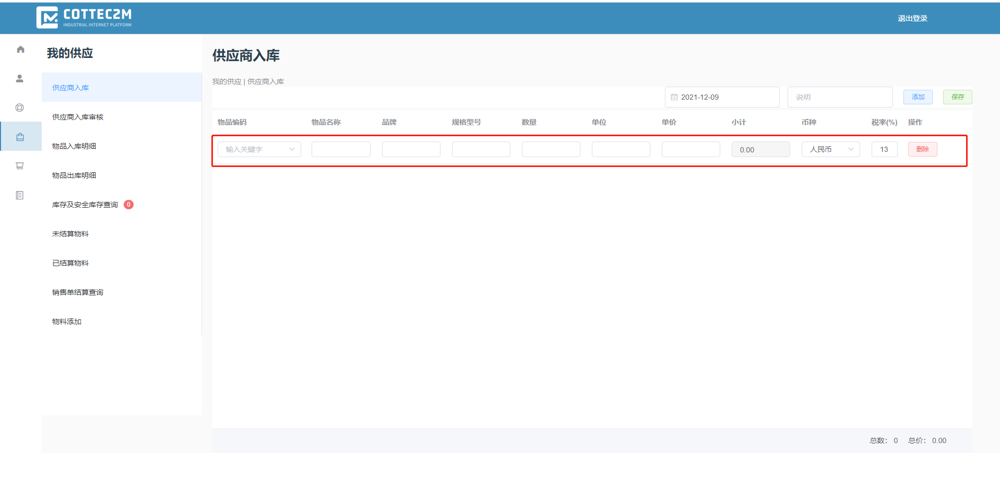 COTTEC2M
INDUSTRIAL INTERNET PLATFORM
退出登录
我的供应
供应商入库
供应商入库审核
物品入库明细
物品出库明细
库存及安全库存查询 0
未结算物料
已结算物料
销售单结算查询
物料添加
供应商入库
我的供应 | 供应商入库
2021-12-09 说明 添加 保存
物品编码 物品名称 品牌 规格型号 数量 单位 单价 小计 币种 税率(%) 操作
输入关键字 0.00 人民币 13 删除
总数： 0 总价： 0.00